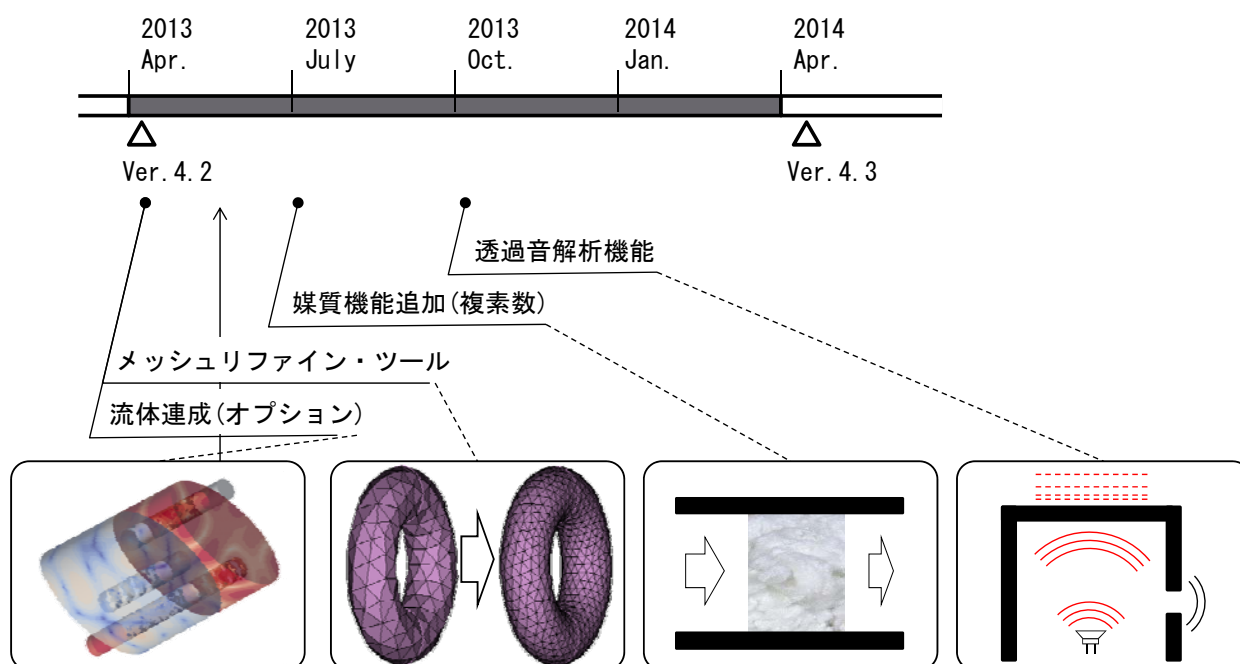 2013 2013 2013 2014 2014
Apr. July Oct. Jan. Apr.
Ver.4.2 Ver.4.3
透過音解析機能
媒質機能追加(複素数)
メッシュリファイン・ツール
流体連成(オプション)